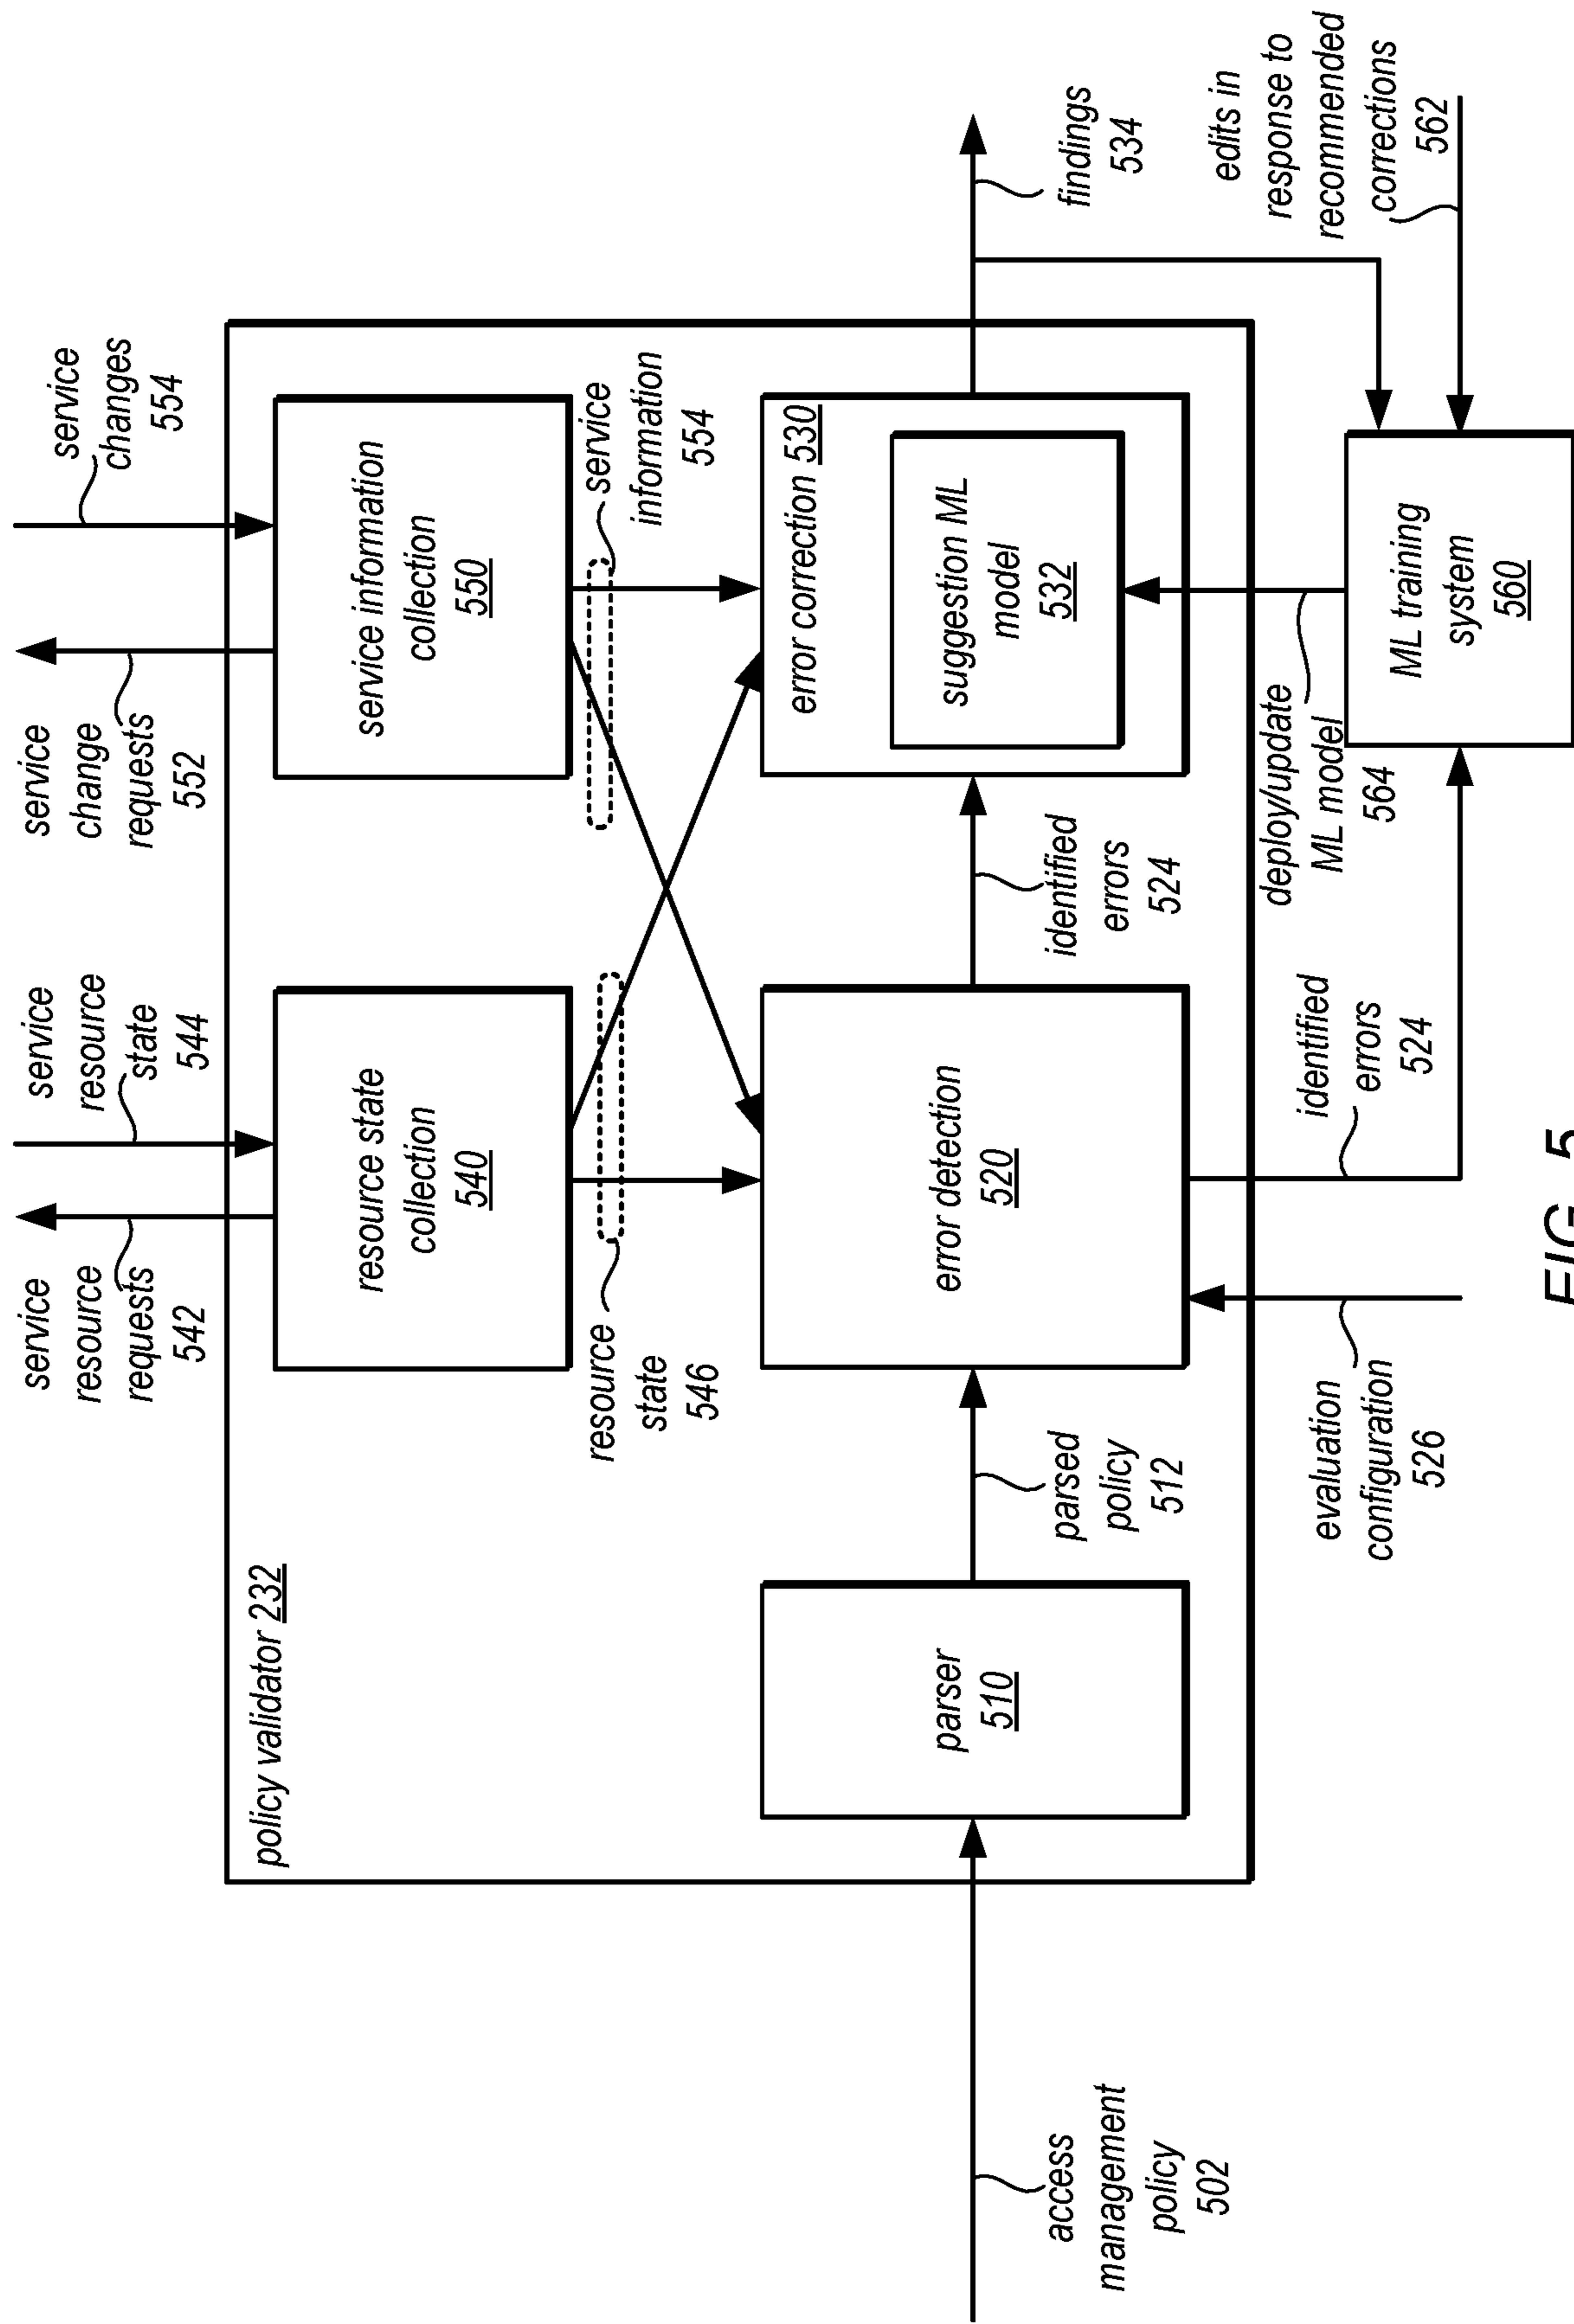 service
resource
requests
542
service
resource
state
544
service
change
requests
552
service
changes
554
policy validator 232
resource state
collection
540
service information
collection
550
resource
state
546
service
information
554
access
management
policy
502
parser
510
parsed
policy
512
error detection
520
identified
errors
524
error correction 530
suggestion ML
model
532
findings
534
evaluation
configuration
526
identified
errors
524
deploy/update
ML model
564
ML training
system
560
edits in
response to
recommended
corrections
562
FIG. 5